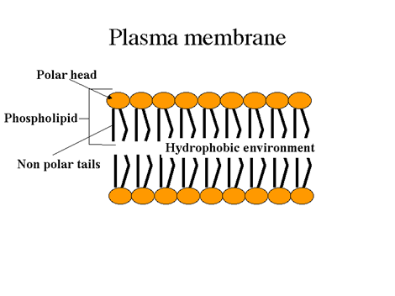 Plasma membrane
Polar head
Phospholipid
Hydrophobic environment
Non polar tails